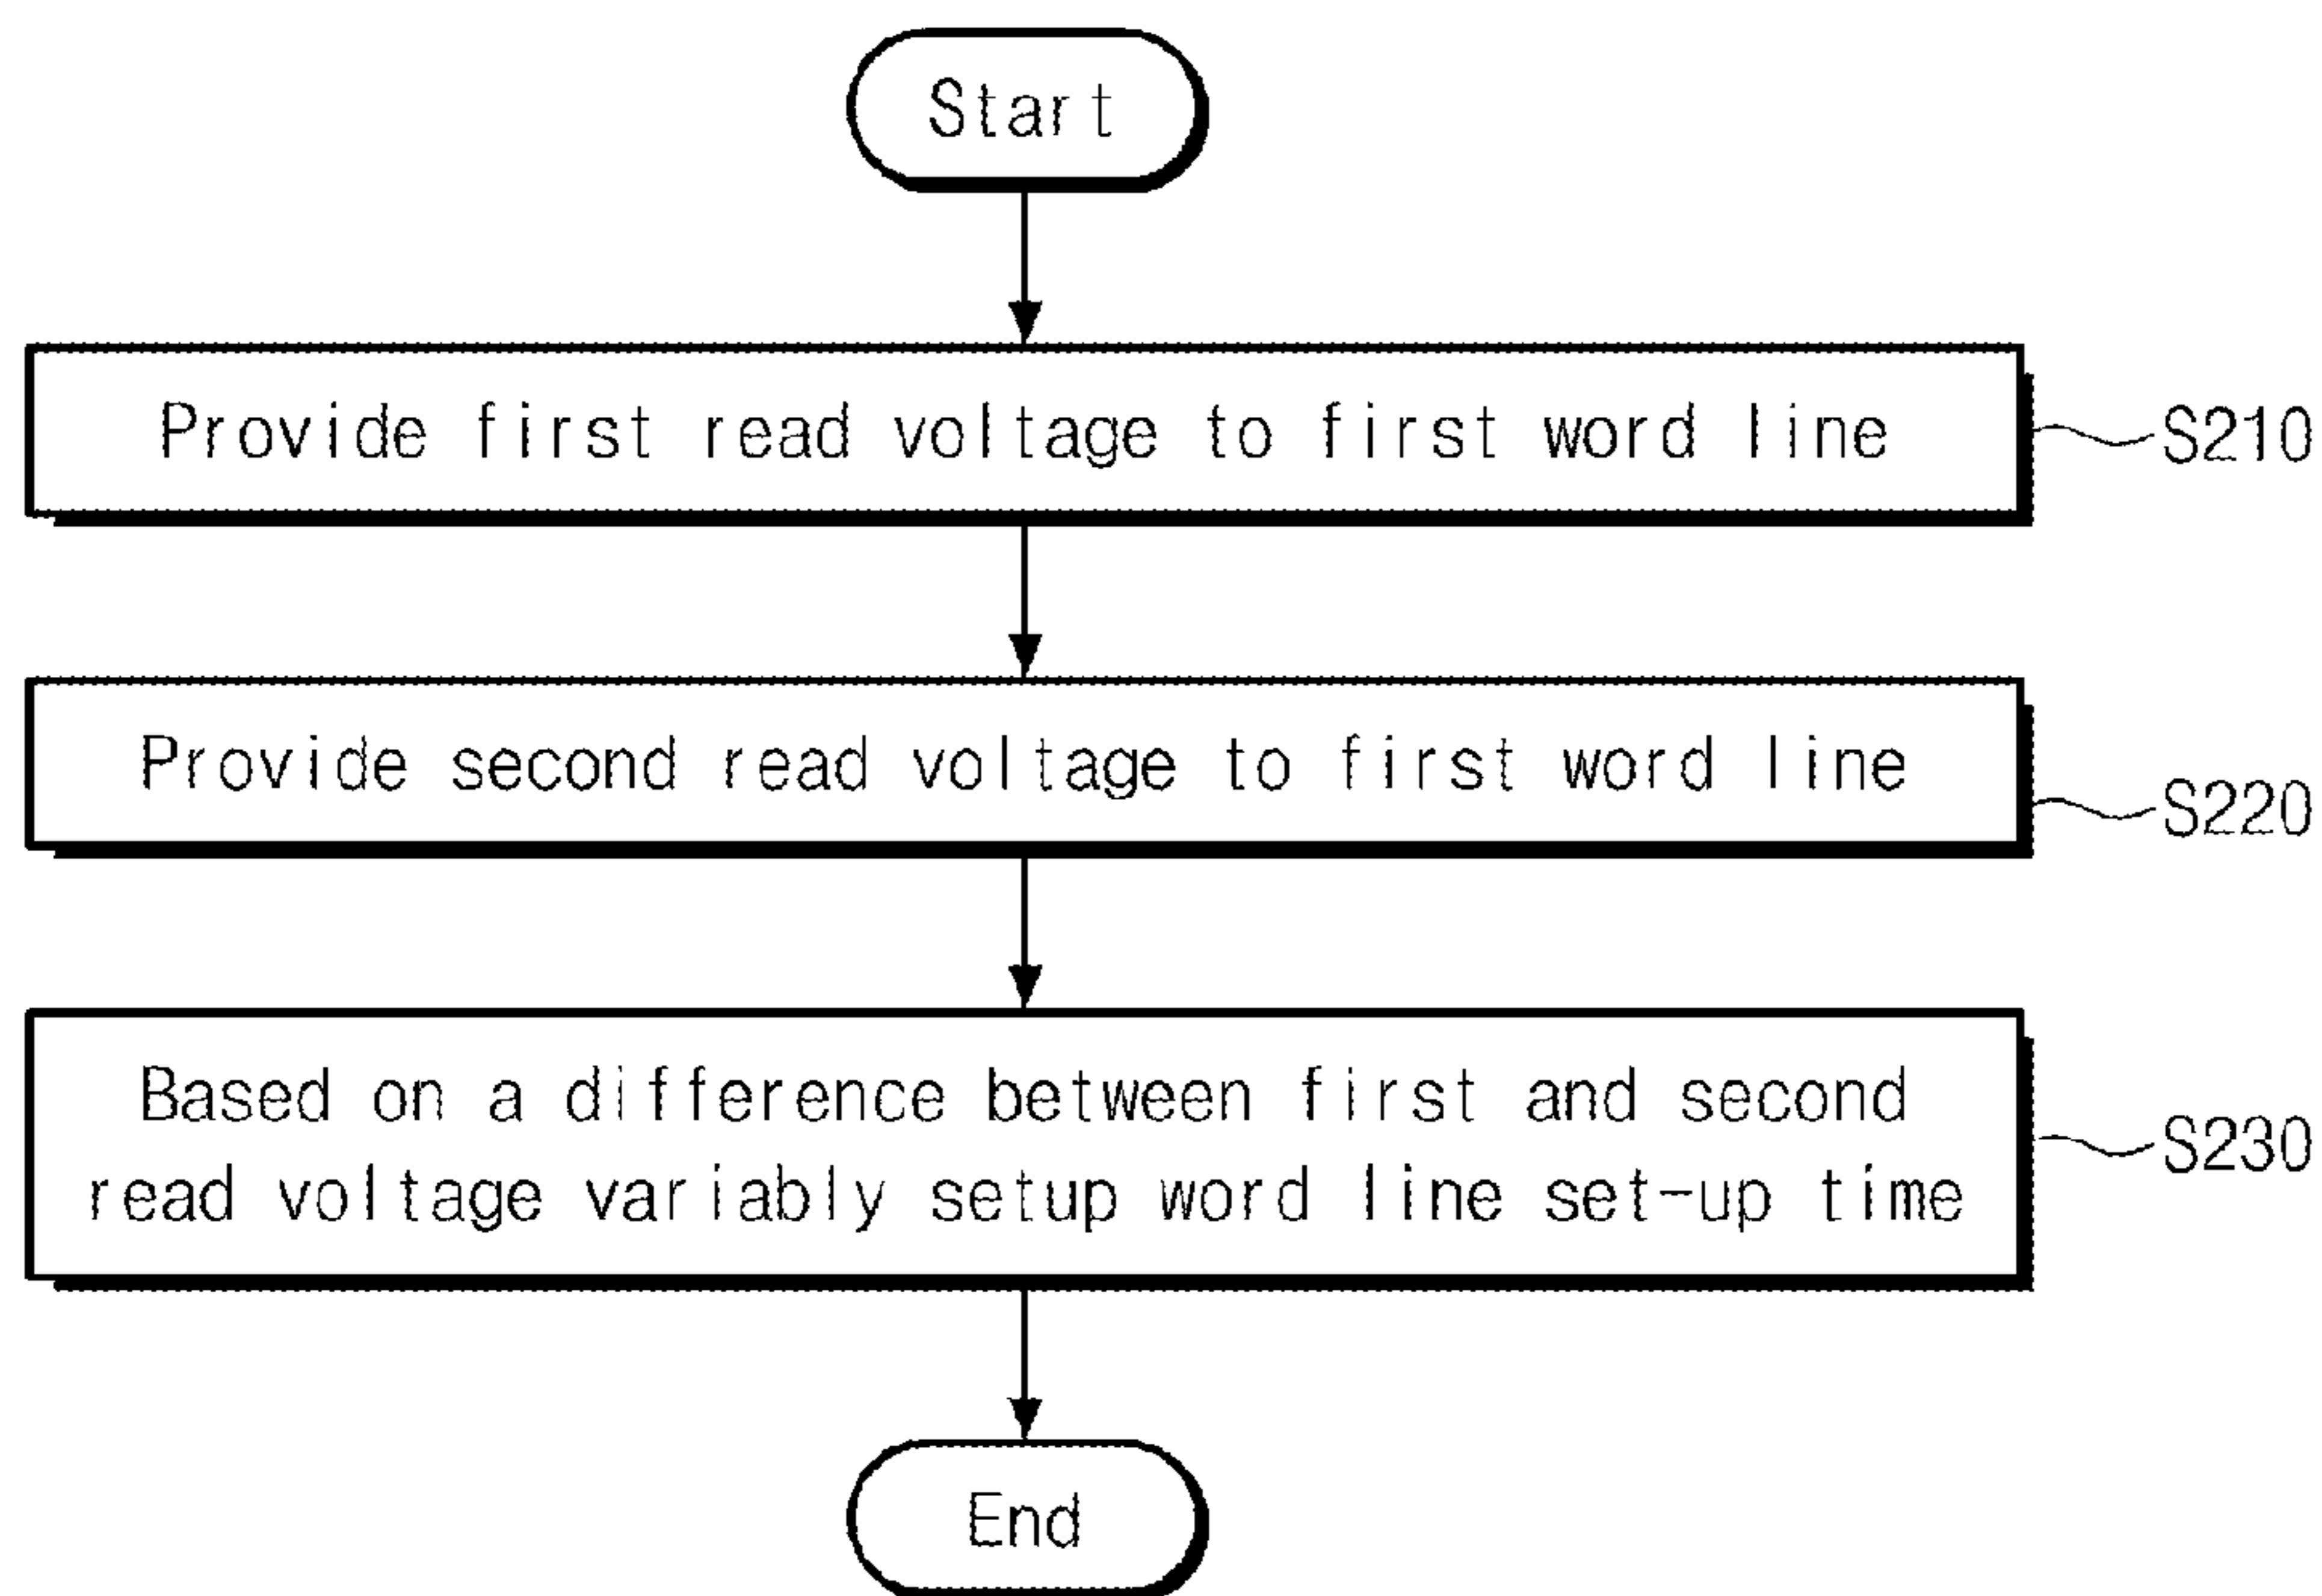 Start
Provide first read voltage to first word line
S210
Provide second read voltage to first word line
S220
Based on a difference between first and second
read voltage variably setup word line set-up time
S230
End